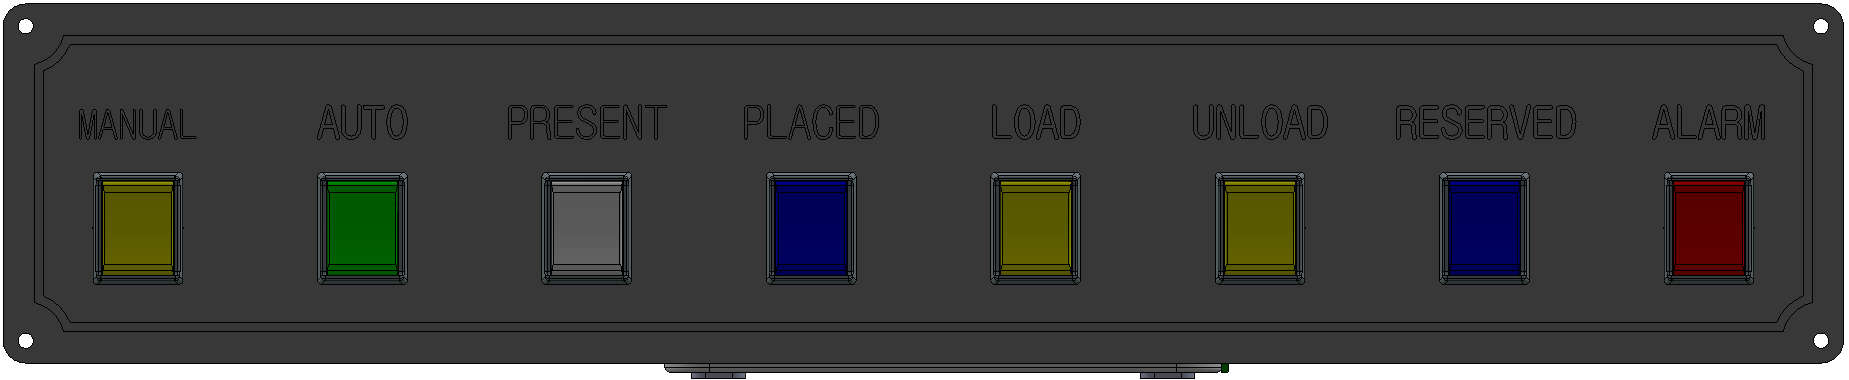 MANUAL AUTO PRESENT PLACED LOAD UNLOAD RESERVED ALARM